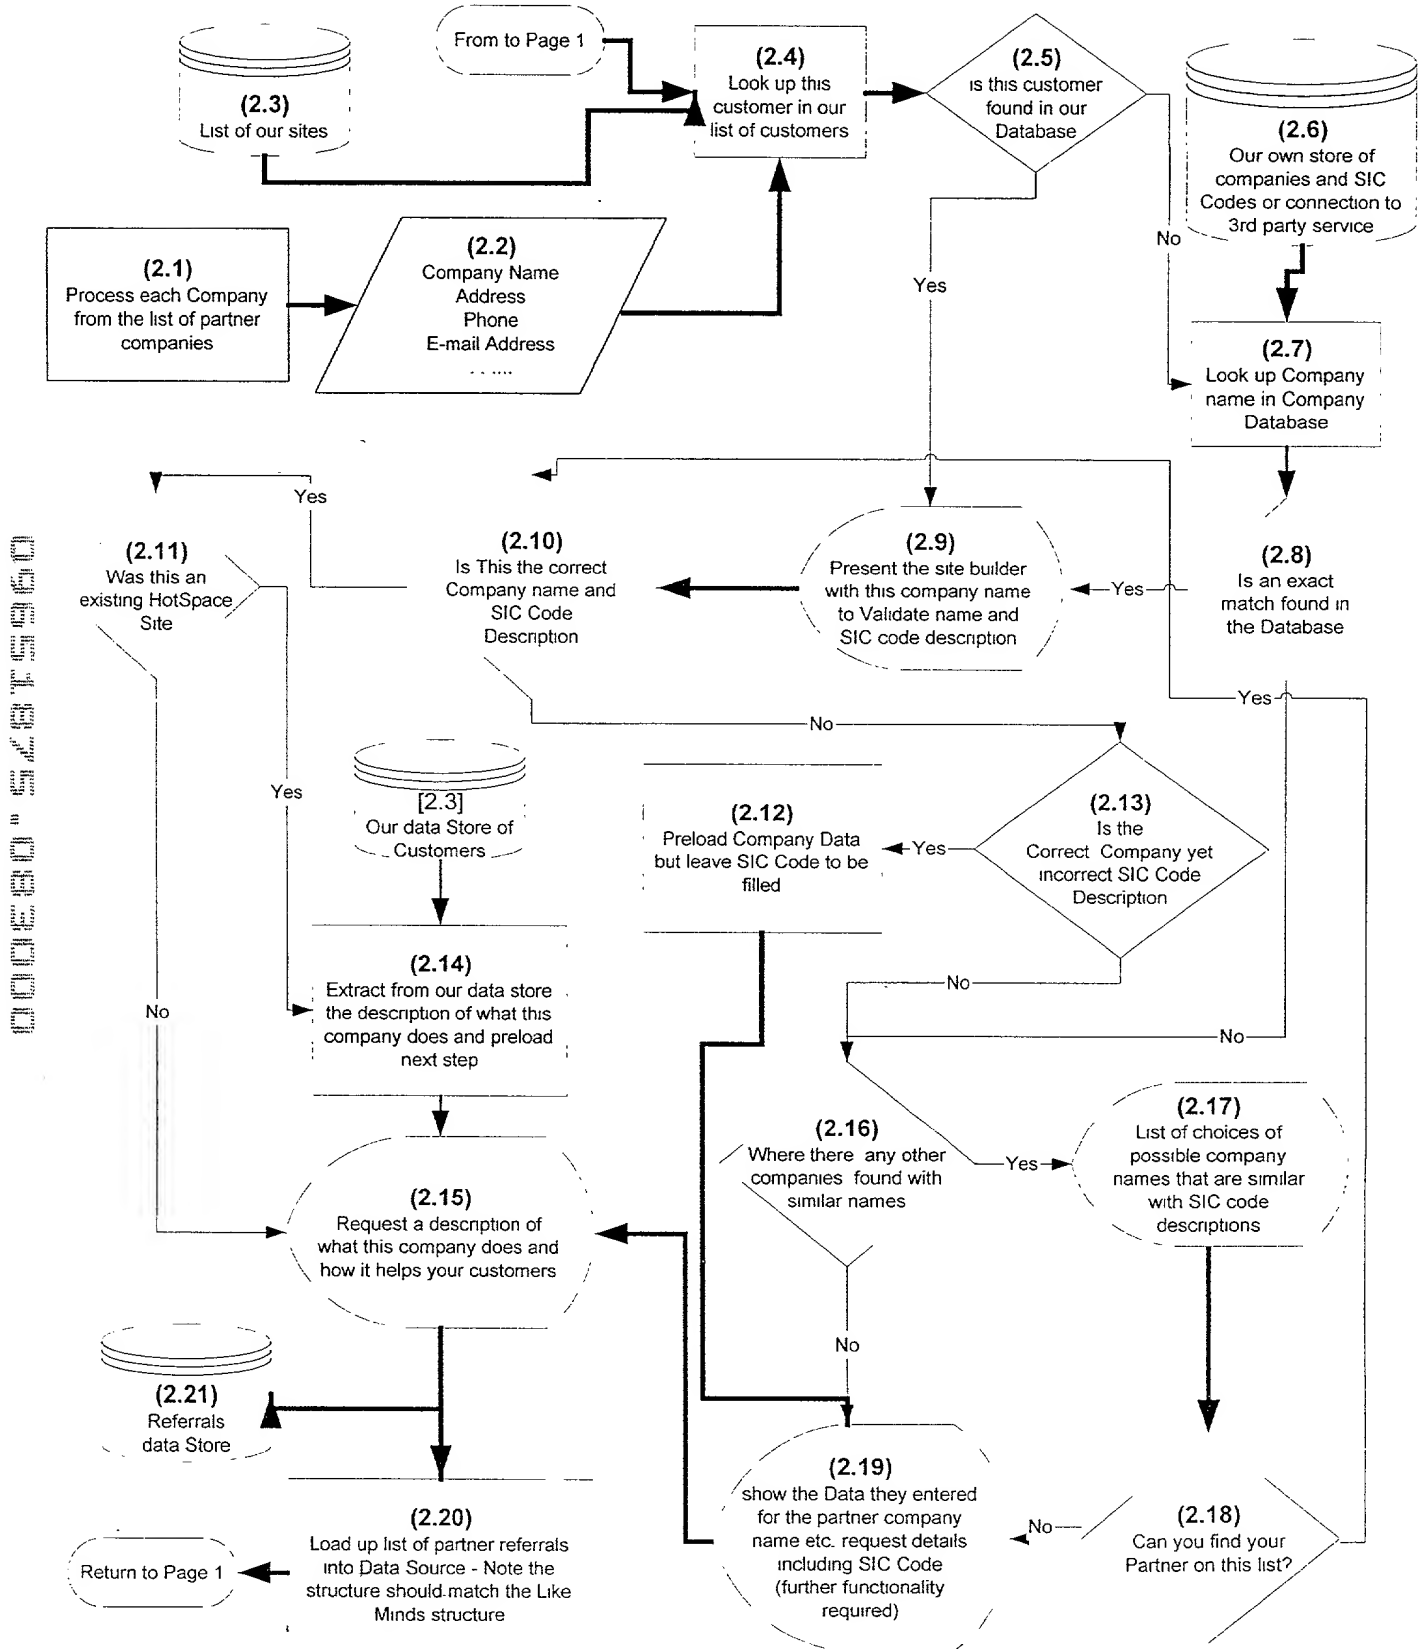 From to Page 1
(2.3)
List of our sites
(2.4)
Look up this
customer in our
list of customers
(2.5)
is this customer
found in our
Database
(2.6)
Our own store of
companies and SIC
Codes or connection to
3rd party service
No
Yes
(2.1)
Process each Company
from the list of partner
companies
(2.2)
Company Name
Address
Phone
E-mail Address
. . ....
(2.7)
Look up Company
name in Company
Database
Yes
(2.11)
Was this an
existing HotSpace
Site
(2.10)
Is This the correct
Company name and
SIC Code
Description
(2.9)
Present the site builder
with this company name
to Validate name and
SIC code description
Yes
(2.8)
Is an exact
match found in
the Database
Yes
No
Yes
[2.3]
Our data Store of
Customers
(2.12)
Preload Company Data
but leave SIC Code to be
filled
Yes
(2.13)
Is the
Correct Company yet
incorrect SIC Code
Description
No
No
No
(2.14)
Extract from our data store
the description of what this
company does and preload
next step
(2.16)
Where there any other
companies found with
similar names
Yes
(2.17)
List of choices of
possible company
names that are similar
with SIC code
descriptions
(2.15)
Request a description of
what this company does and
how it helps your customers
No
(2.21)
Referrals
data Store
(2.19)
show the Data they entered
for the partner company
name etc. request details
including SIC Code
(further functionality
required)
No
(2.18)
Can you find your
Partner on this list?
(2.20)
Load up list of partner referrals
into Data Source - Note the
structure should match the Like
Minds structure
Return to Page 1
09651875.083000